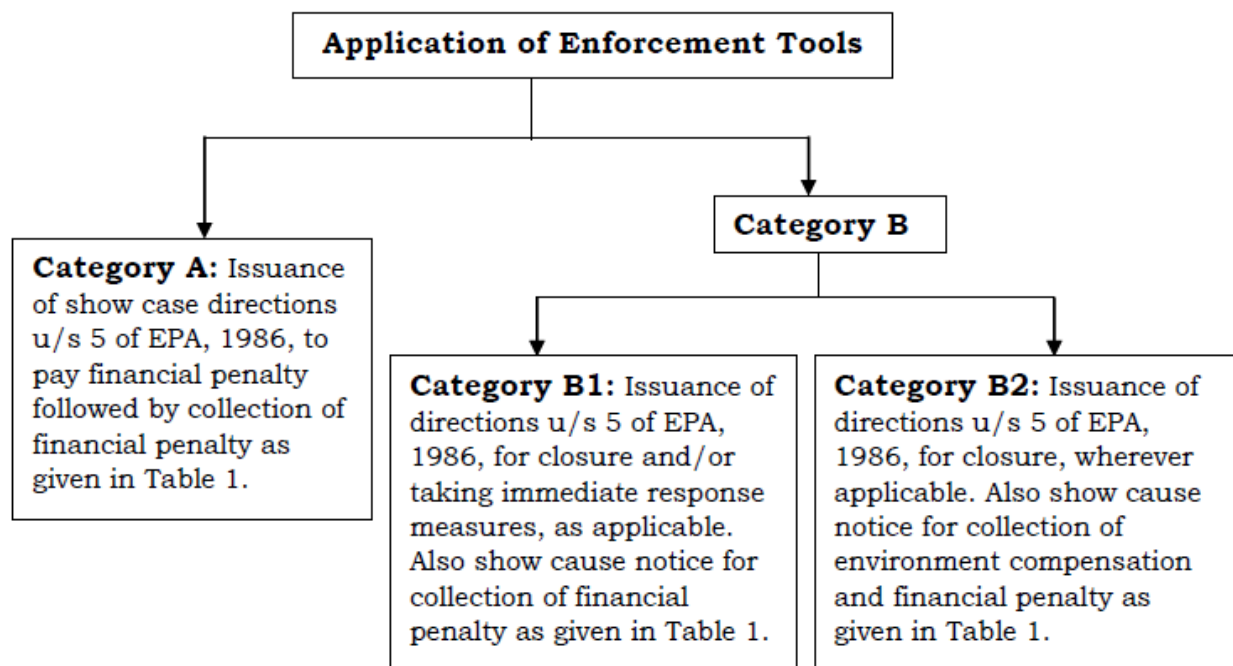 Application of Enforcement Tools
Category B
Category A: Issuance
of show case directions
u/s 5 of EPA, 1986, to
pay financial penalty
followed by collection of
financial penalty as
given in Table 1.
Category B1: Issuance of
directions u/s 5 of EPA,
1986, for closure and/or
taking immediate response
measures, as applicable.
Also show cause notice for
collection of financial
penalty as given in Table 1.
Category B2: Issuance of
directions u/s 5 of EPA,
1986, for closure, wherever
applicable. Also show cause
notice for collection of
environment compensation
and financial penalty as
given in Table 1.